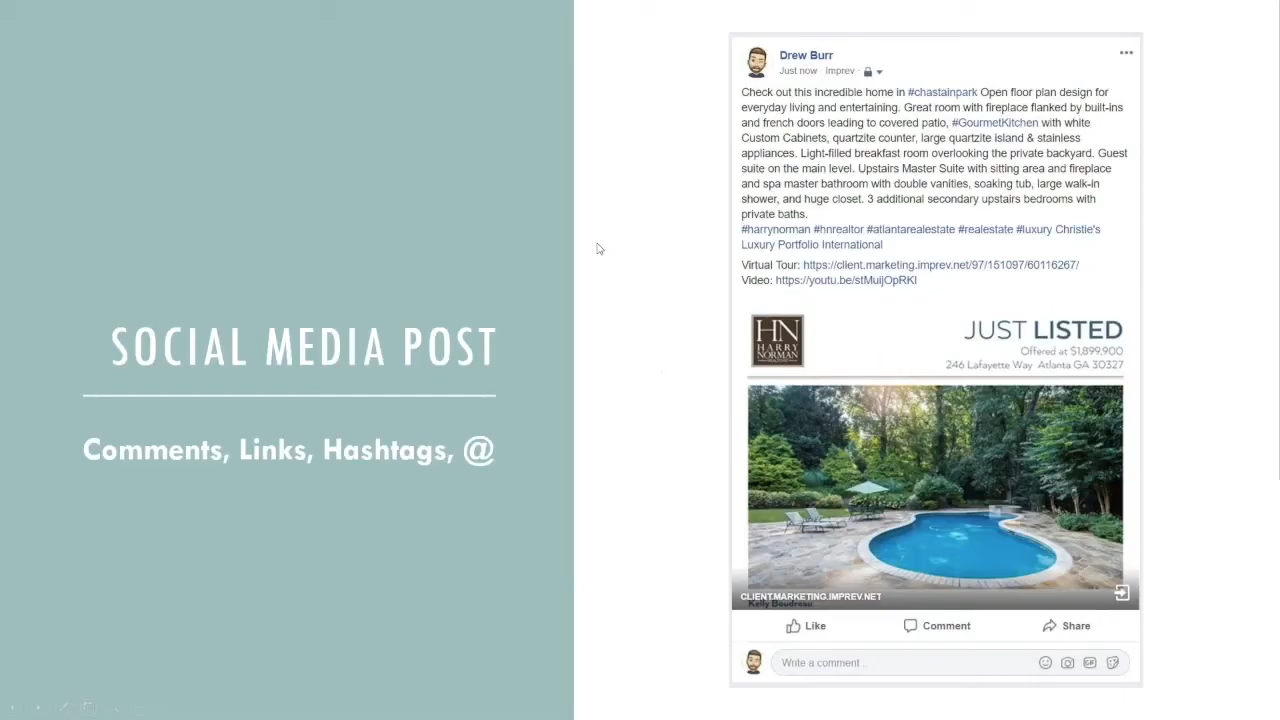 SOCIAL MEDIA POST
Comments, Links, Hashtags, @
Drew Burr
Just now · Imprev ·
Check out this incredible home in #chastainpark Open floor plan design for
everyday living and entertaining. Great room with fireplace flanked by built-ins
and french doors leading to covered patio, #GourmetKitchen with white
Custom Cabinets, quartzite counter, large quartzite island & stainless
appliances. Light-filled breakfast room overlooking the private backyard. Guest
suite on the main level. Upstairs Master Suite with sitting area and fireplace
and spa master bathroom with double vanities, soaking tub, large walk-in
shower, and huge closet. 3 additional secondary upstairs bedrooms with
private baths.
#harrynorman #hnrealtor #atlantarealestate #realestate #luxury Christie's
Luxury Portfolio International
Virtual Tour: https://client.marketing.imprev.net/97/151097/60116267/
Video: https://youtu.be/stMuijOpRKI
HN
HARRY
NORMAN
JUST LISTED
Offered at $1,899,900
246 Lafayette Way Atlanta GA 30327
CLIENT.MARKETING.IMPREV.NET
Kelly Boudreau
Like Comment Share
Write a comment...
GIF